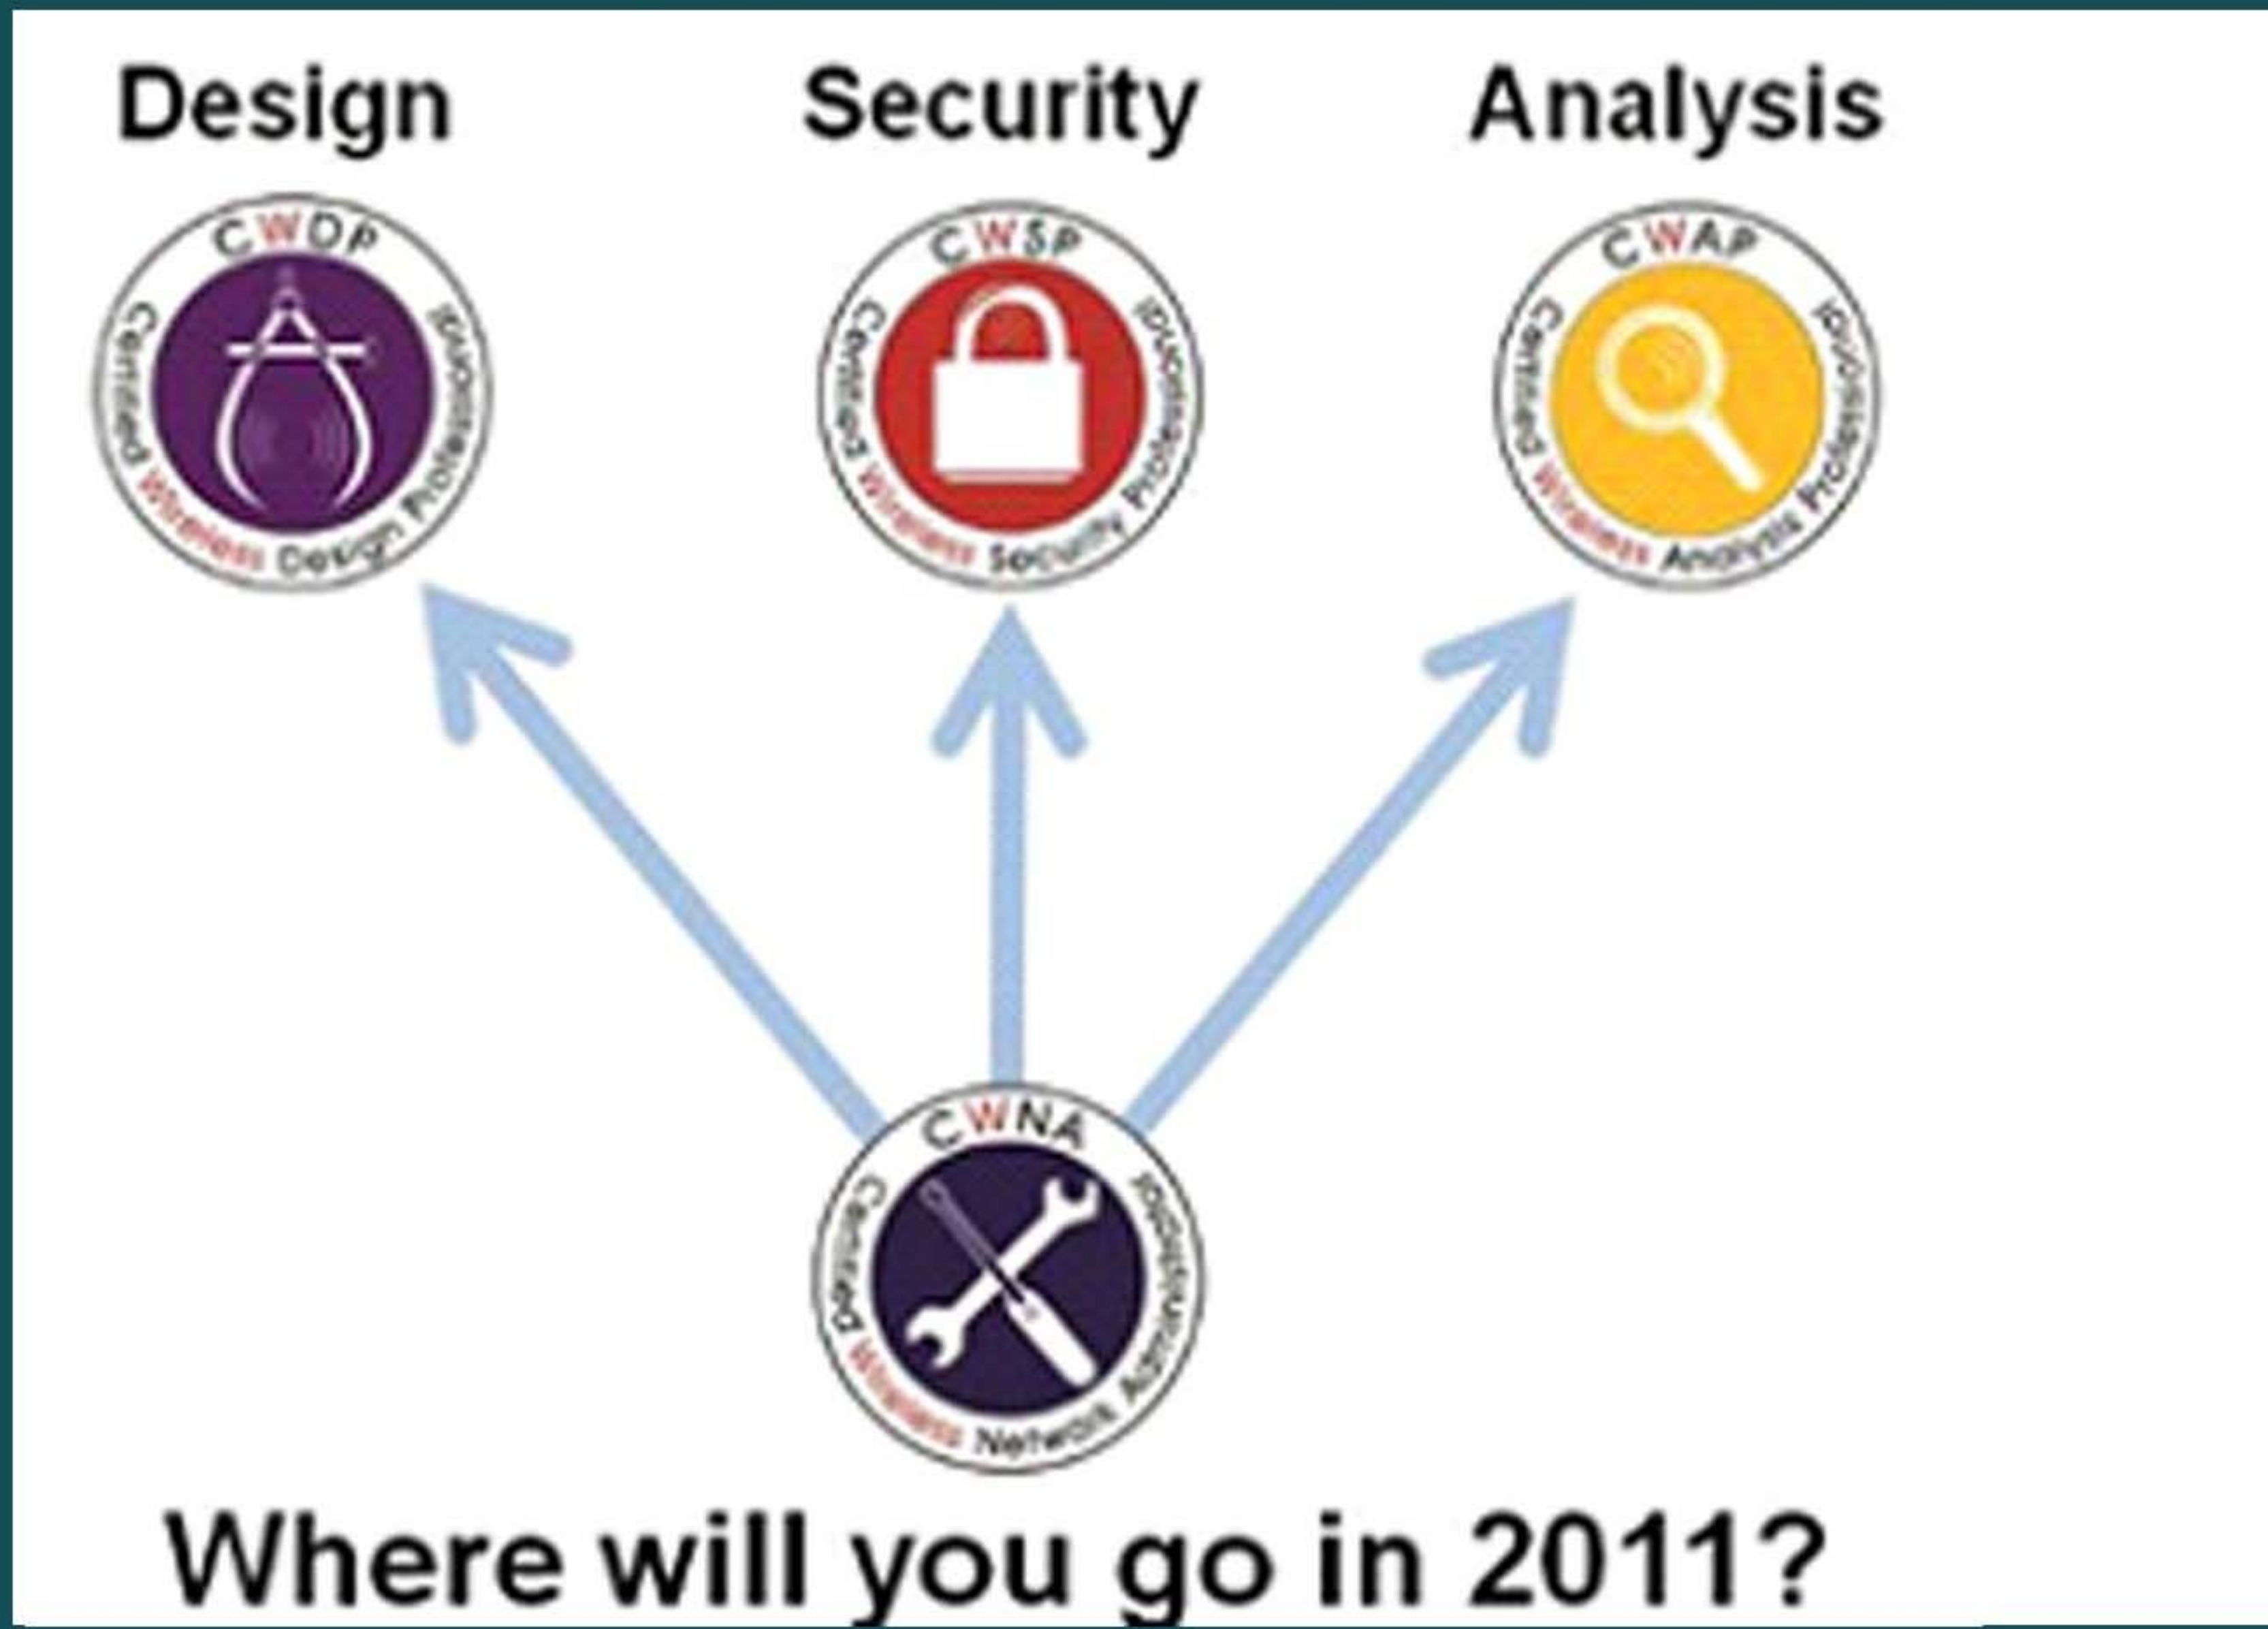 Design
Security
Analysis
CWDP
Certified Wireless Design Professional
CWSP
Certified Wireless Security Professional
CWAP
Certified Wireless Analysis Professional
CWNA
Certified Wireless Network Administrator
Where will you go in 2011?